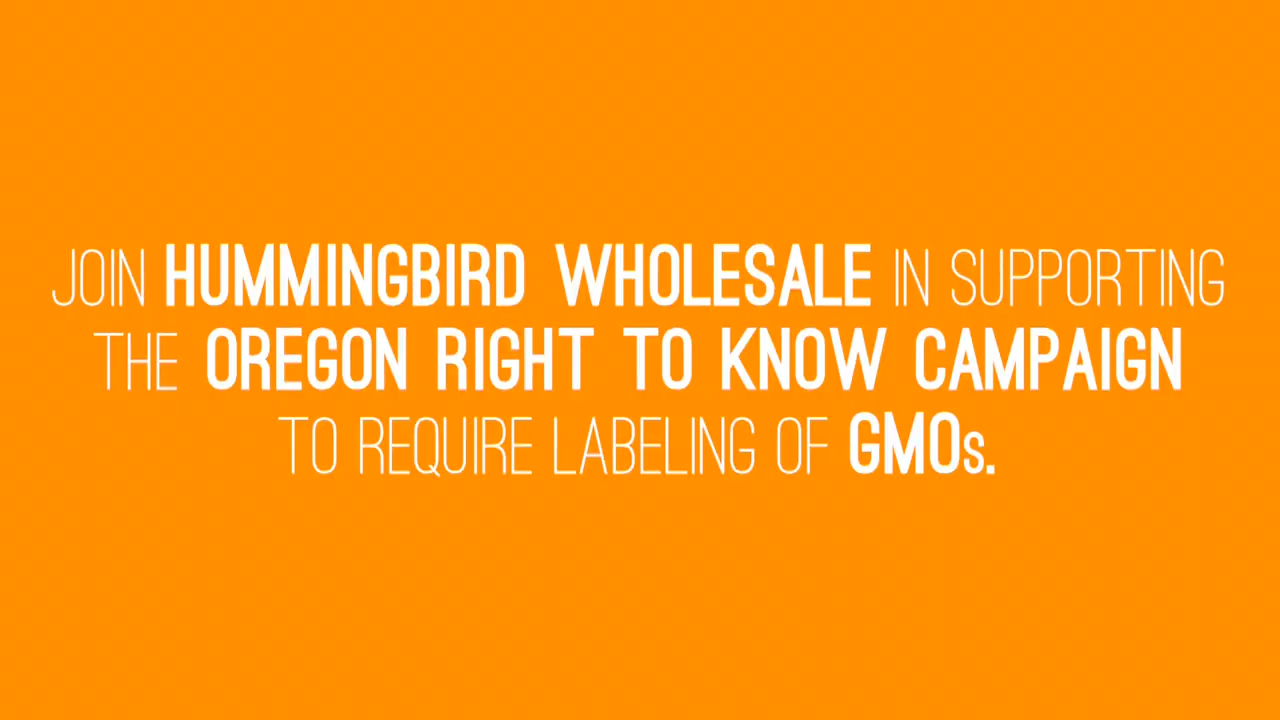 JOIN HUMMINGBIRD WHOLESALE IN SUPPORTING
THE OREGON RIGHT TO KNOW CAMPAIGN
TO REQUIRE LABELING OF GMOs.